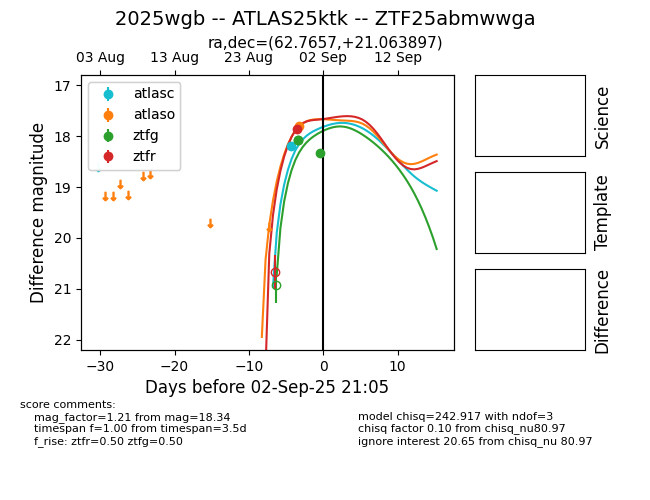 2025wgb -- ATLAS25ktk -- ZTF25abmwwga
ra,dec=(62.7657,+21.063897)
03 Aug 13 Aug 23 Aug 02 Sep 12 Sep
atlasc
atlaso
ztfg
ztfr
17
18
19
20
21
22
Difference magnitude
−30 −20 −10 0 10
Days before 02-Sep-25 21:05
Science
Template
Difference
score comments:
mag_factor=1.21 from mag=18.34
timespan f=1.00 from timespan=3.5d
f_rise: ztfr=0.50 ztfg=0.50
model chisq=242.917 with ndof=3
chisq factor 0.10 from chisq_nu80.97
ignore interest 20.65 from chisq_nu 80.97